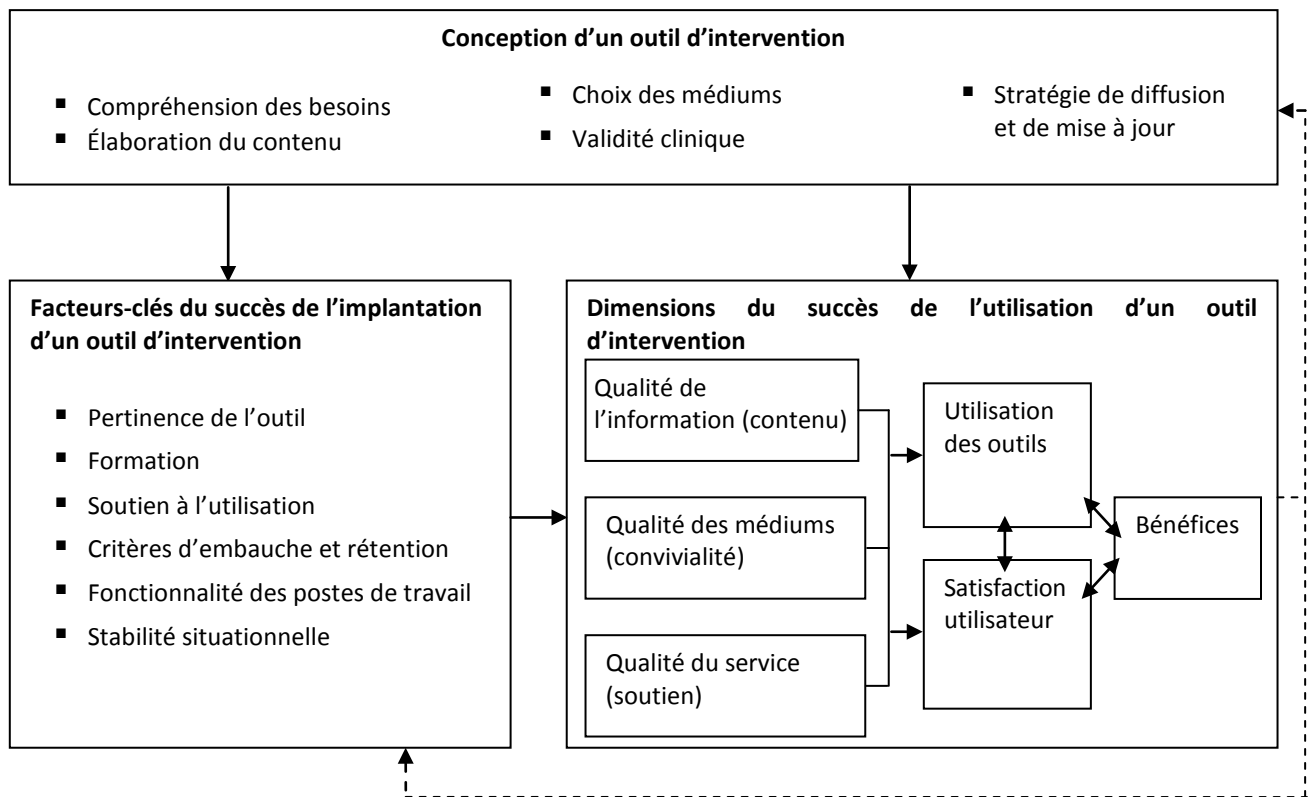 Conception d’un outil d’intervention
▪ Compréhension des besoins
▪ Élaboration du contenu
▪ Choix des médiums
▪ Validité clinique
▪ Stratégie de diffusion
et de mise à jour
Facteurs-clés du succès de l’implantation
d’un outil d’intervention
▪ Pertinence de l’outil
▪ Formation
▪ Soutien à l’utilisation
▪ Critères d’embauche et rétention
▪ Fonctionnalité des postes de travail
▪ Stabilité situationnelle
Dimensions du succès de l’utilisation d’un outil
d’intervention
Qualité de
l’information (contenu)
Qualité des médiums
(convivialité)
Qualité du service
(soutien)
Utilisation
des outils
Satisfaction
utilisateur
Bénéfices